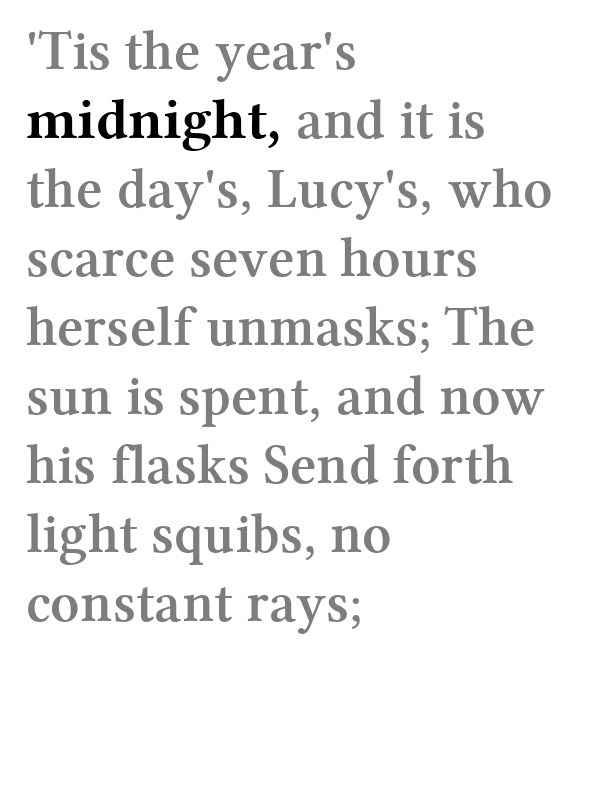 'Tis the year's
midnight, and it is
the day's, Lucy's, who
scarce seven hours
herself unmasks; The
sun is spent, and now
his flasks Send forth
light squibs, no
constant rays;